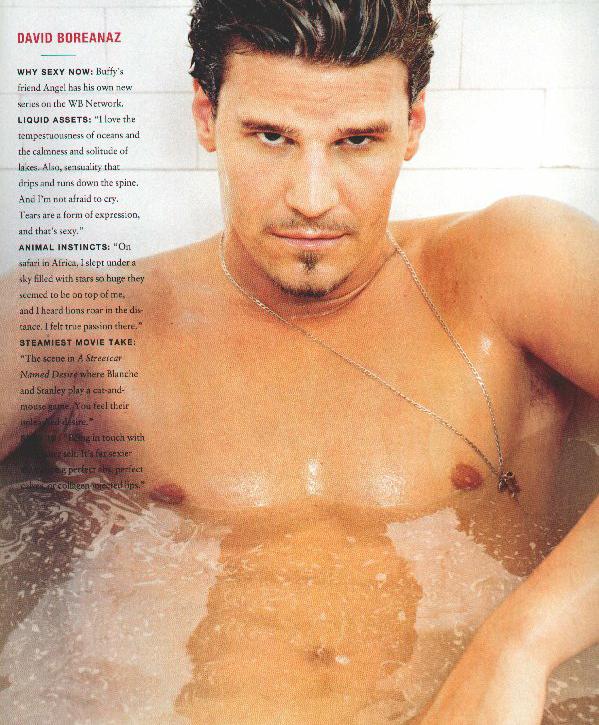 DAVID BOREANAZ
WHY SEXY NOW: Buffy's
friend Angel has his own new
series on the WB Network.
LIQUID ASSETS: "I love the
tempestuousness of oceans and
the calmness and solitude of
lakes. Also, sensuality that
drips and runs down the spine.
And I'm not afraid to cry.
Tears are a form of expression,
and that's sexy."
ANIMAL INSTINCTS: "On
safari in Africa, I slept under a
sky filled with stars so huge they
seemed to be on top of me,
and I heard lions roar in the dis-
tance. I felt true passion there."
STEAMIEST MOVIE TAKE:
"The scene in A Streetcar
Named Desire where Blanche
and Stanley play a cat-and-
mouse game. You feel their
desire."
"Being in touch with
self. It's far sexier
perfect abs, perfect
or collagen-injected lips."